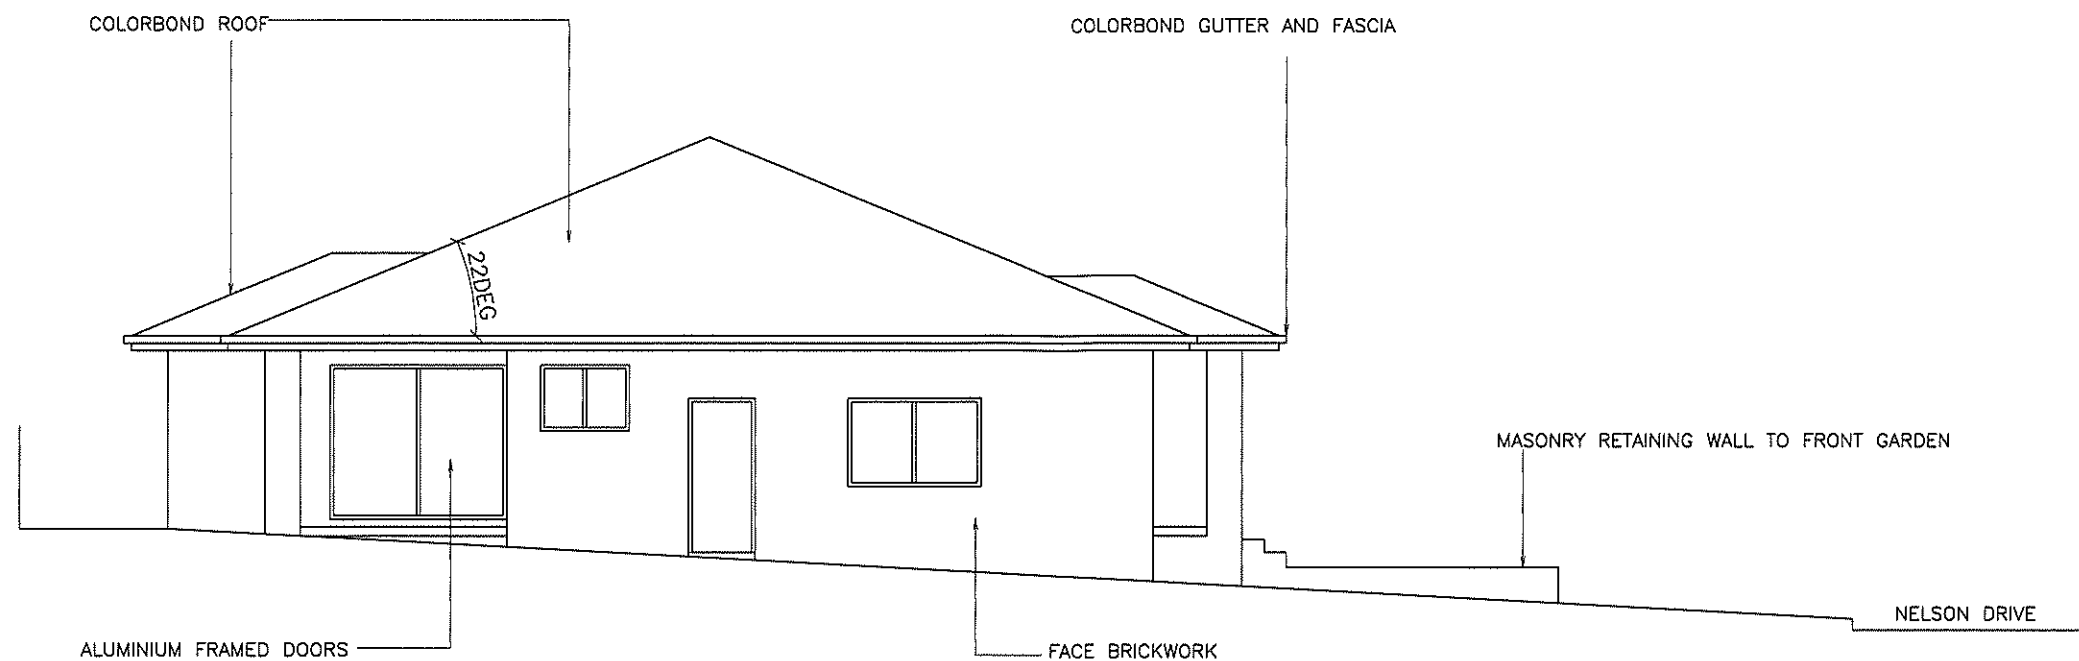 COLORBOND ROOF
COLORBOND GUTTER AND FASCIA
22DEG
MASONRY RETAINING WALL TO FRONT GARDEN
NELSON DRIVE
ALUMINIUM FRAMED DOORS
FACE BRICKWORK